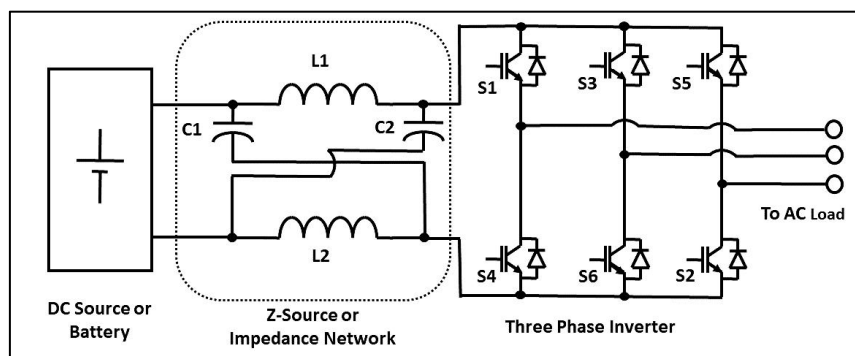 L1
C1
C2
L2
S1
S3
S5
S4
S6
S2
To AC Load
DC Source or
Battery
Z-Source or
Impedance Network
Three Phase Inverter